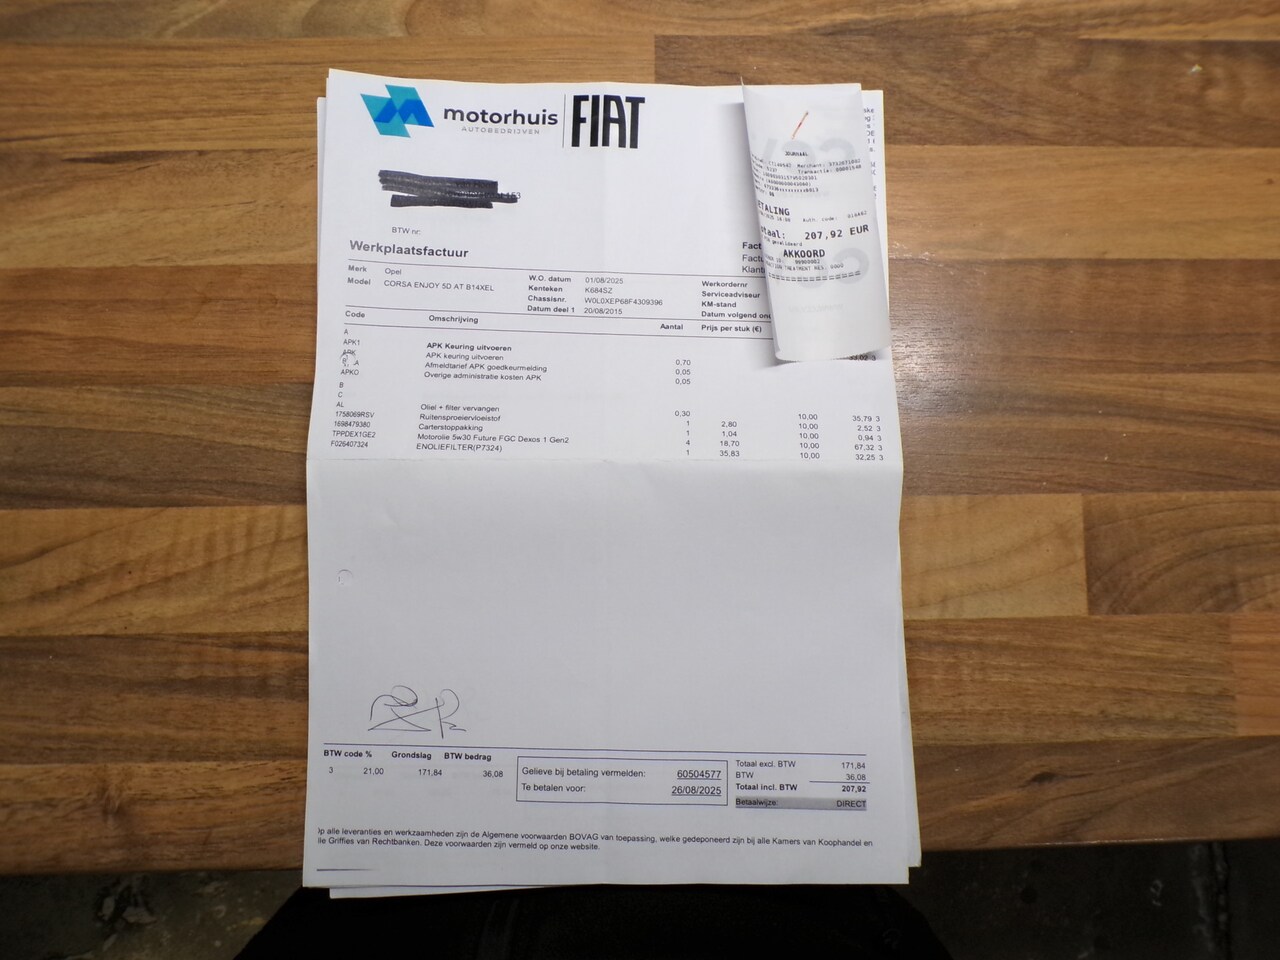 motorhuis
AUTOBEDRIJVEN
FIAT
BTW nr:
Werkplaatsfactuur
Merk Opel
Model CORSA ENJOY 5D AT B14XEL
W.O. datum 01/08/2025
Kenteken K684SZ
Chassisnr. W0L0XEP68F4309396
Datum deel 1 20/08/2015
Fact
Klant
Werkordernr
Serviceadviseur
KM-stand
Datum volgend
Code Omschrijving Aantal Prijs per stuk (€)
A APK Keuring uitvoeren
APK1 APK keuring uitvoeren 0,70
APK Afmeldtarief APK goedkeurmelding 0,05
APKO Overige administratie kosten APK 0,05
B
C
AL Oliel + filter vervangen 0,30 35,79 3
1758069RSV Ruitensproeiervloeistof 1 2,80 10,00 2,52 3
1698479380 Carterstoppakking 1 1,04 10,00 0,94 3
TPPDEX1GE2 Motorolie 5w30 Future FGC Dexos 1 Gen2 4 18,70 10,00 67,32 3
F026407324 ENOLIEFILTER(P7324) 1 35,83 10,00 32,25 3
207,92 EUR
AKKOORD
BTW code % Grondslag BTW bedrag
3 21,00 171,84 36,08
Gelieve bij betaling vermelden: 60504577
Te betalen voor: 26/08/2025
Totaal excl. BTW 171,84
BTW 36,08
Totaal incl. BTW 207,92
Betaalwijze: DIRECT
alle leveranties en werkzaamheden zijn de Algemene voorwaarden BOVAG van toepassing, welke gedeponeerd zijn bij alle Kamers van Koophandel en
Griffies van Rechtbanken. Deze voorwaarden zijn vermeld op onze website.